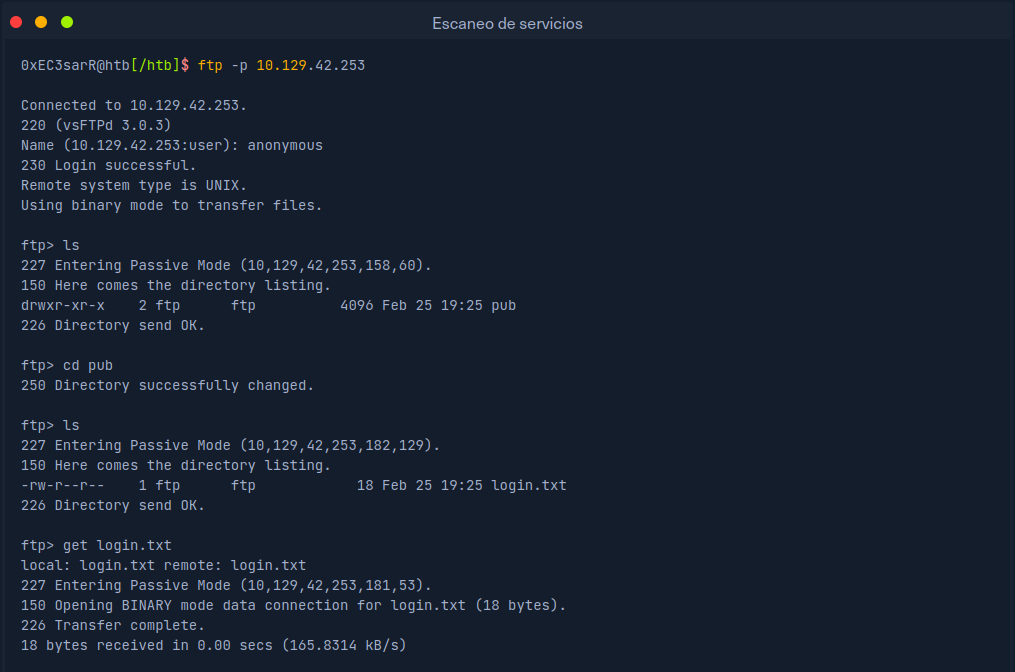 Escaneo de servicios
0xEC3sarR@htb[/htb]$ ftp -p 10.129.42.253
Connected to 10.129.42.253.
220 (vsFTPd 3.0.3)
Name (10.129.42.253:user): anonymous
230 Login successful.
Remote system type is UNIX.
Using binary mode to transfer files.
ftp> ls
227 Entering Passive Mode (10,129,42,253,158,60).
150 Here comes the directory listing.
drwxr-xr-x    2 ftp      ftp          4096 Feb 25 19:25 pub
226 Directory send OK.
ftp> cd pub
250 Directory successfully changed.
ftp> ls
227 Entering Passive Mode (10,129,42,253,182,129).
150 Here comes the directory listing.
-rw-r--r--    1 ftp      ftp            18 Feb 25 19:25 login.txt
226 Directory send OK.
ftp> get login.txt
local: login.txt remote: login.txt
227 Entering Passive Mode (10,129,42,253,181,53).
150 Opening BINARY mode data connection for login.txt (18 bytes).
226 Transfer complete.
18 bytes received in 0.00 secs (165.8314 kB/s)